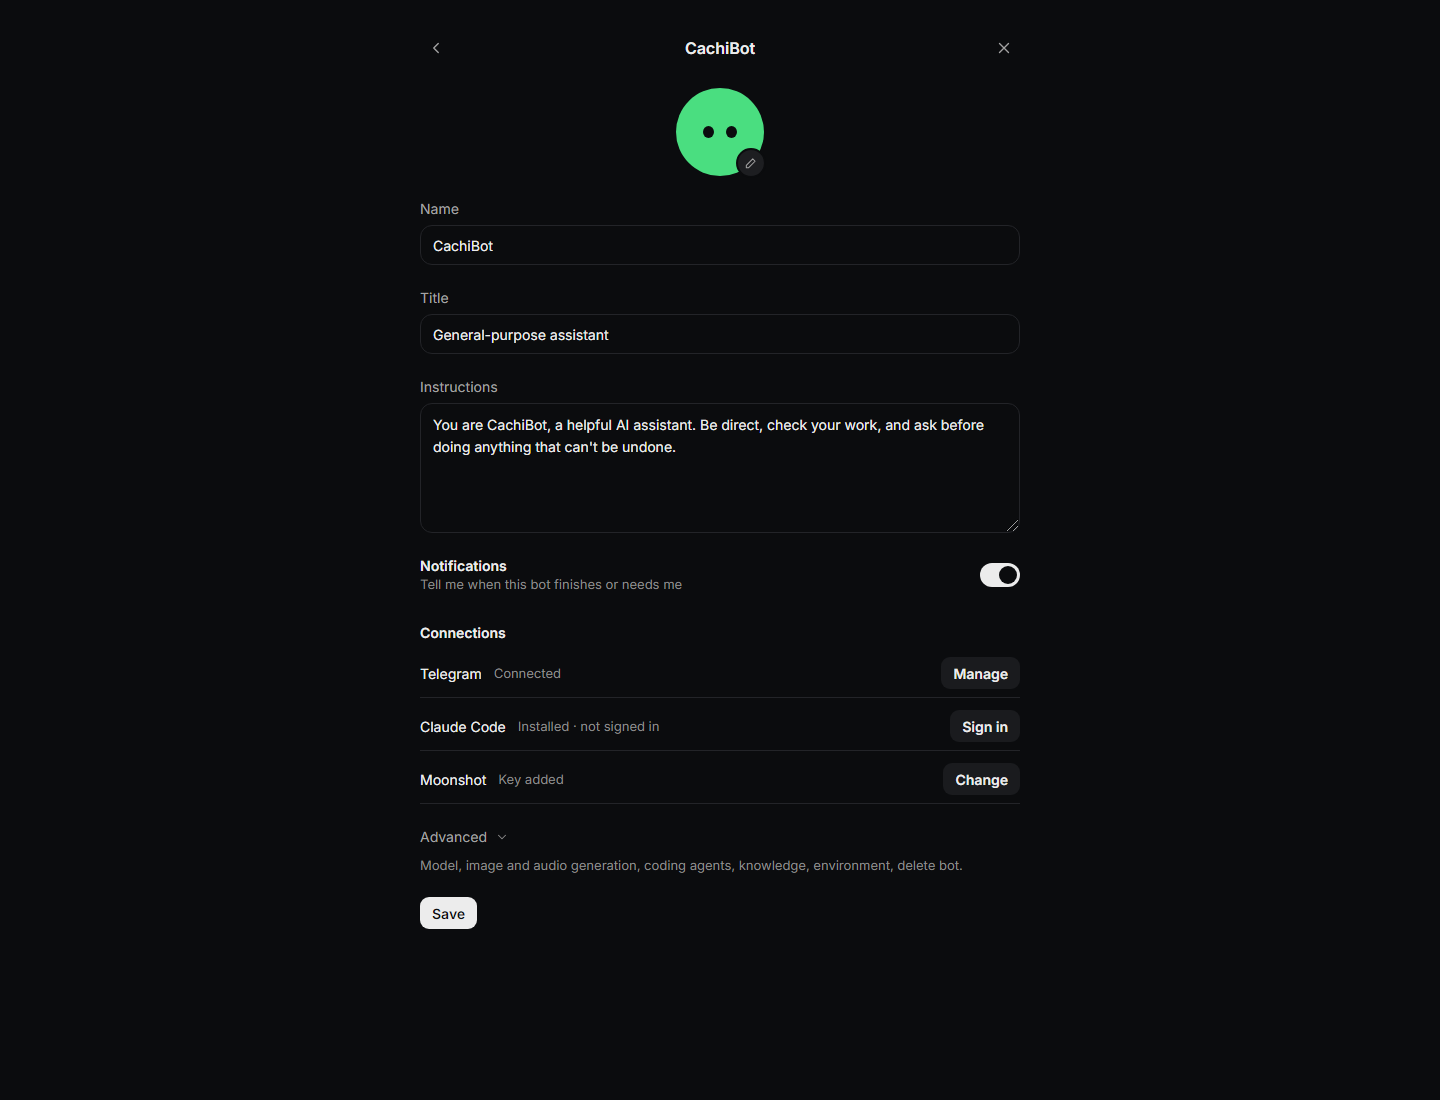 CachiBot
Name
CachiBot
Title
General-purpose assistant
Instructions
You are CachiBot, a helpful AI assistant. Be direct, check your work, and ask before
doing anything that can't be undone.
Notifications
Tell me when this bot finishes or needs me
Connections
Telegram Connected Manage
Claude Code Installed · not signed in Sign in
Moonshot Key added Change
Advanced
Model, image and audio generation, coding agents, knowledge, environment, delete bot.
Save